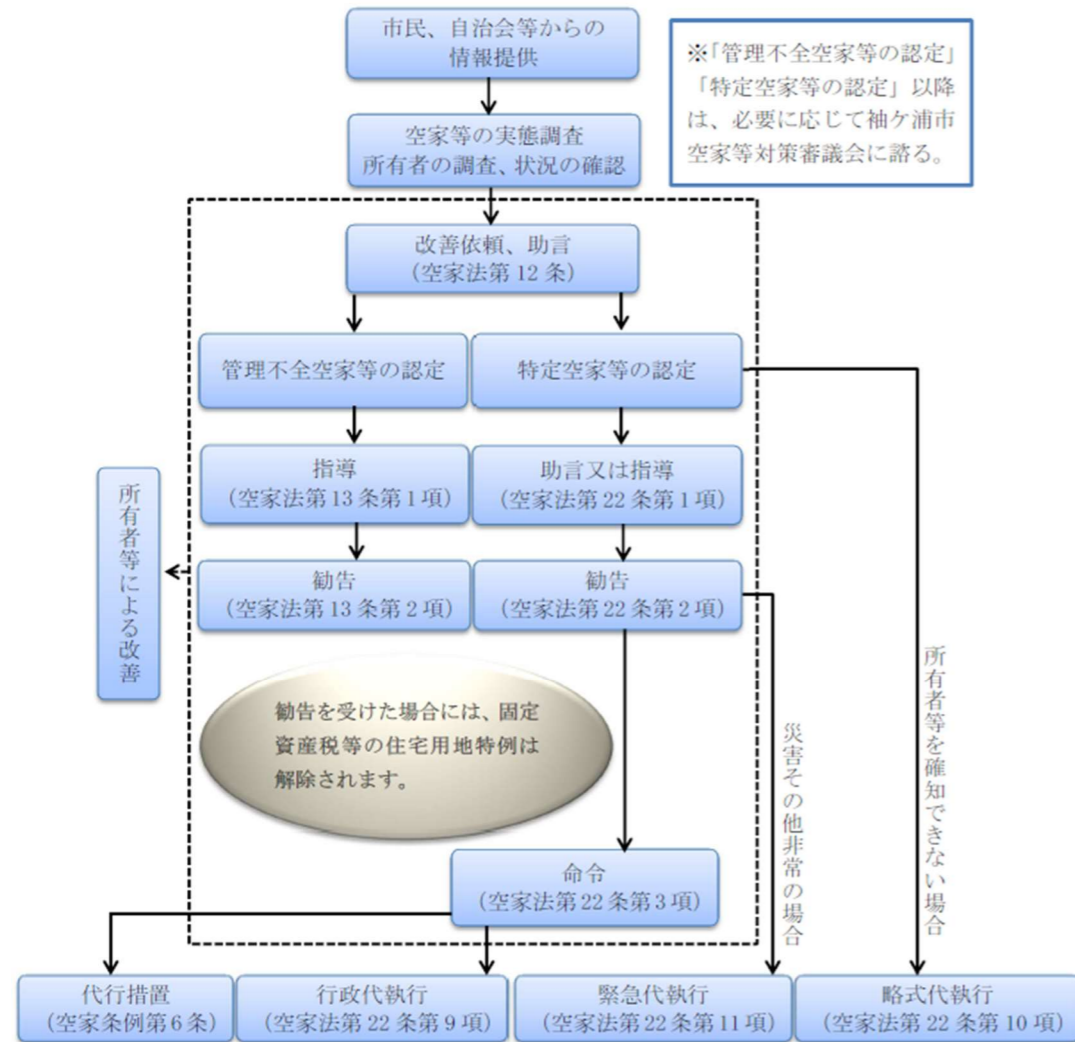 市民、自治会等からの
情報提供
※「管理不全空家等の認定」
「特定空家等の認定」以降
は、必要に応じて袖ケ浦市
空家等対策審議会に諮る。
空家等の実態調査
所有者の調査、状況の確認
改善依頼、助言
（空家法第12条）
管理不全空家等の認定
特定空家等の認定
指導
（空家法第13条第1項）
助言又は指導
（空家法第22条第1項）
勧告
（空家法第13条第2項）
勧告
（空家法第22条第2項）
所有者等による改善
勧告を受けた場合には、固定
資産税等の住宅用地特例は
解除されます。
災害その他非常の場合
所有者等を確知できない場合
命令
（空家法第22条第3項）
代行措置
（空家条例第6条）
行政代執行
（空家法第22条第9項）
緊急代執行
（空家法第22条第11項）
略式代執行
（空家法第22条第10項）